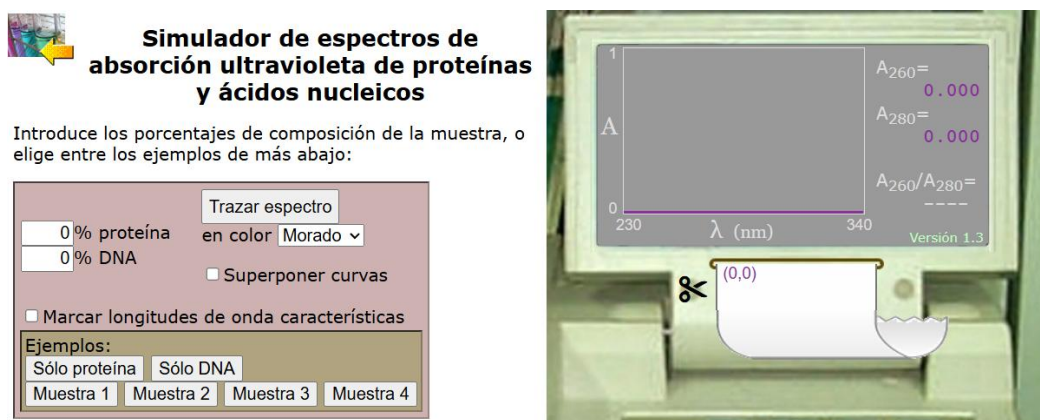 Simulador de espectros de
absorción ultravioleta de proteínas
y ácidos nucleicos
Introduce los porcentajes de composición de la muestra, o
elige entre los ejemplos de más abajo:
0 % proteína
0 % DNA
Trazar espectro
en color Morado
Superponer curvas
Marcar longitudes de onda características
Ejemplos:
Sólo proteína Sólo DNA
Muestra 1 Muestra 2 Muestra 3 Muestra 4
1
A
0
230 λ (nm) 340
A260=
0.000
A280=
0.000
A260/A280=
----
Versión 1.3
(0,0)